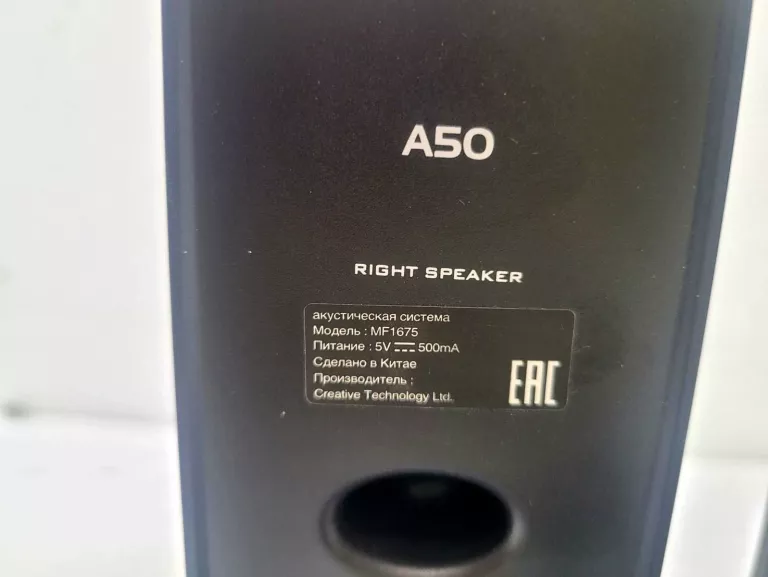 A50
RIGHT SPEAKER
акустическая система
Модель : MF1675
Питание : 5V ⎓ 500mA
Сделано в Китае
Производитель :
Creative Technology Ltd.
EAC